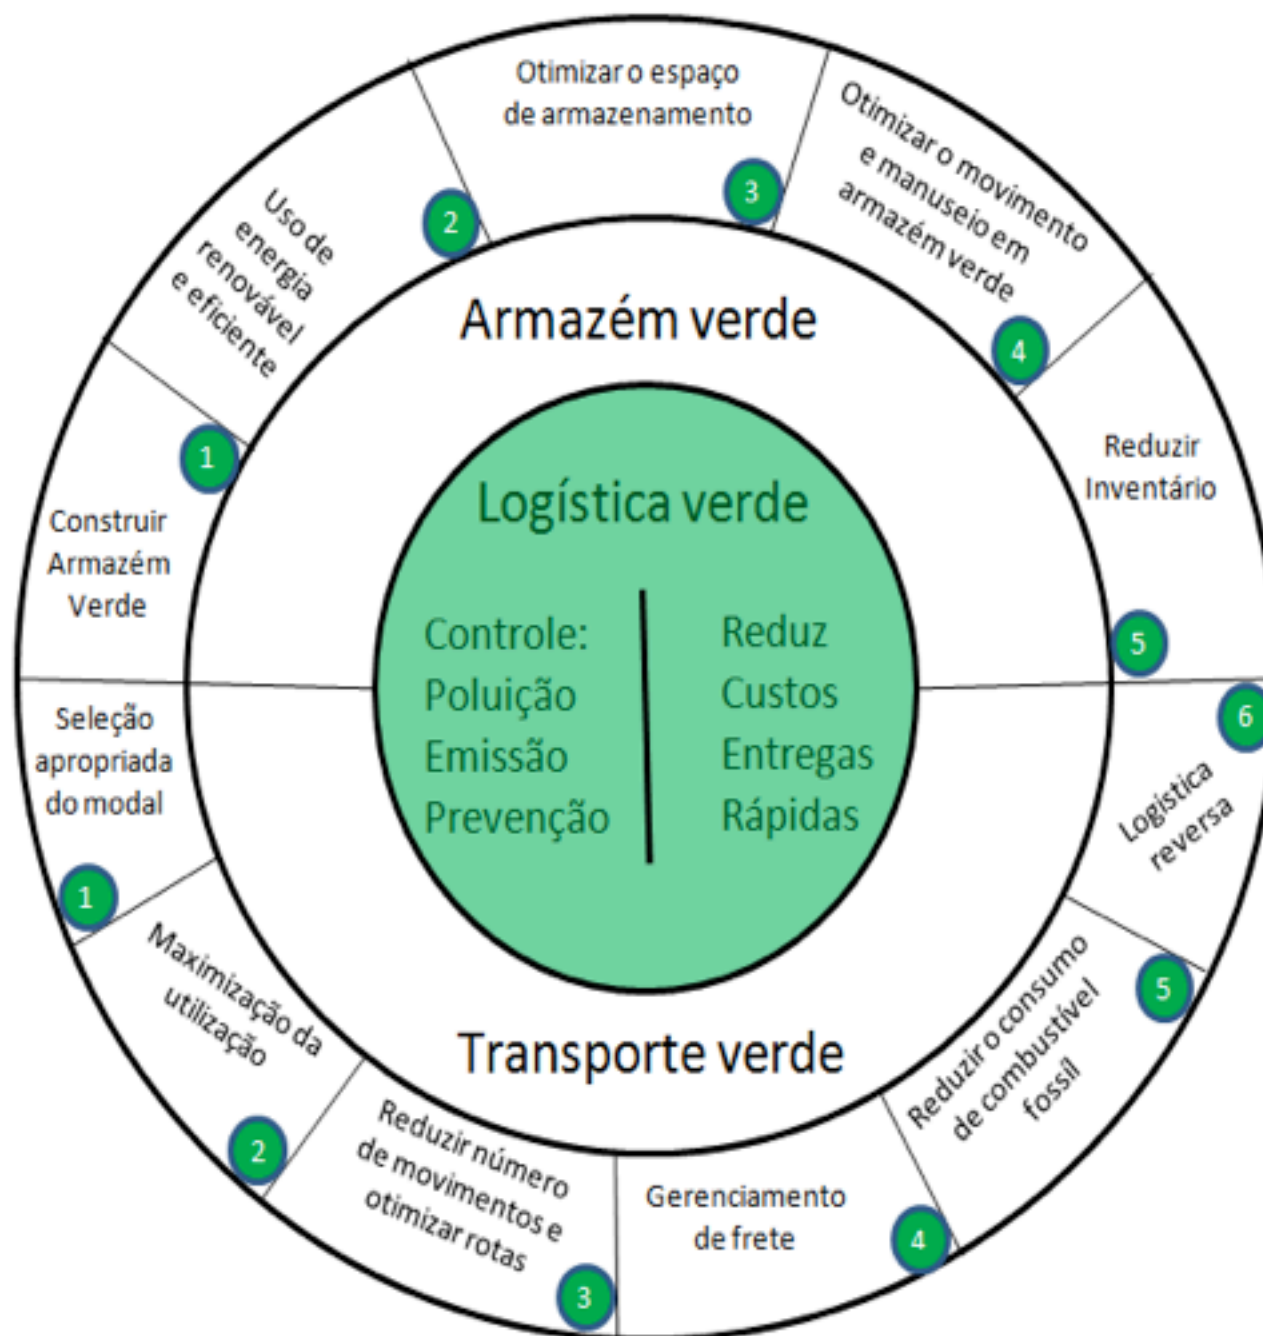 Otimizar o espaço
de armazenamento
3
Otimizar o movimento
e manuseio em
armazém verde
4
Uso de
energia
renovável
e eficiente
2
Armazém verde
Reduzir
Inventário
5
1
Construir
Armazém
Verde
Logística verde
Controle:
Poluição
Emissão
Prevenção
Reduz
Custos
Entregas
Rápidas
Seleção
apropriada
do modal
1
6
Logística
reversa
Maximização da
utilização
2
Transporte verde
Reduzir o consumo
de combustível
fossil
5
Reduzir número
de movimentos e
otimizar rotas
3
Gerenciamento
de frete
4